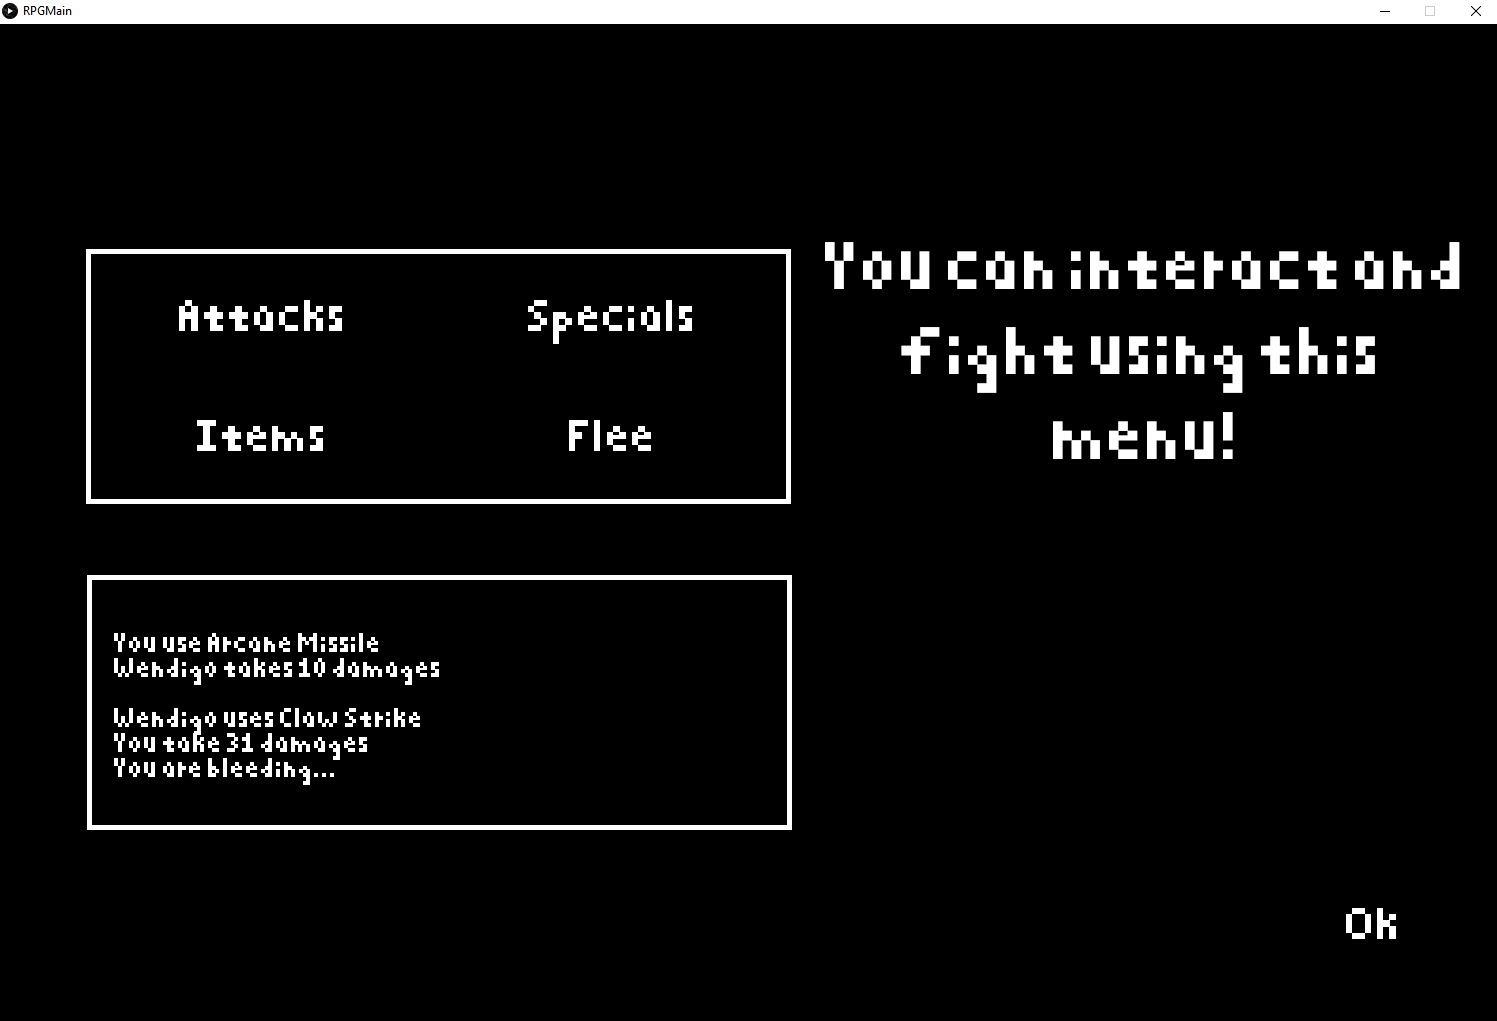 RPGMain
Attacks
Specials
Items
Flee
You can interact and
fight using this
menu!
You use Arcane Missile
Wendigo takes 10 damages
Wendigo uses Claw Strike
You take 31 damages
You are bleeding...
Ok